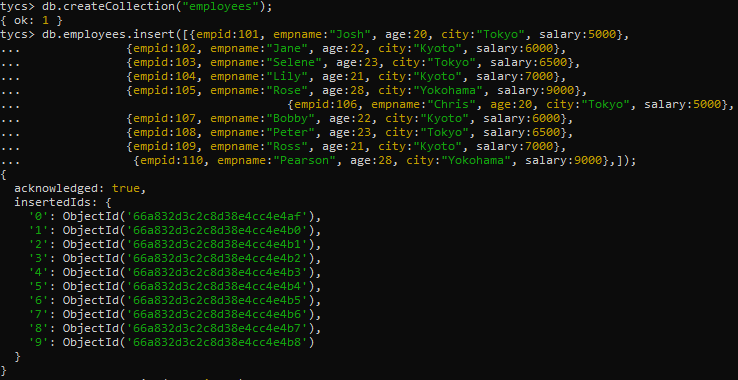 tycs> db.createCollection("employees");
{ ok: 1 }
tycs> db.employees.insert([{empid:101, empname:"Josh", age:20, city:"Tokyo", salary:5000},
... {empid:102, empname:"Jane", age:22, city:"Kyoto", salary:6000},
... {empid:103, empname:"Selene", age:23, city:"Tokyo", salary:6500},
... {empid:104, empname:"Lily", age:21, city:"Kyoto", salary:7000},
... {empid:105, empname:"Rose", age:28, city:"Yokohama", salary:9000},
... {empid:106, empname:"Chris", age:20, city:"Tokyo", salary:5000},
... {empid:107, empname:"Bobby", age:22, city:"Kyoto", salary:6000},
... {empid:108, empname:"Peter", age:23, city:"Tokyo", salary:6500},
... {empid:109, empname:"Ross", age:21, city:"Kyoto", salary:7000},
... {empid:110, empname:"Pearson", age:28, city:"Yokohama", salary:9000},]);
{
  acknowledged: true,
  insertedIds: {
    '0': ObjectId('66a832d3c2c8d38e4cc4e4af'),
    '1': ObjectId('66a832d3c2c8d38e4cc4e4b0'),
    '2': ObjectId('66a832d3c2c8d38e4cc4e4b1'),
    '3': ObjectId('66a832d3c2c8d38e4cc4e4b2'),
    '4': ObjectId('66a832d3c2c8d38e4cc4e4b3'),
    '5': ObjectId('66a832d3c2c8d38e4cc4e4b4'),
    '6': ObjectId('66a832d3c2c8d38e4cc4e4b5'),
    '7': ObjectId('66a832d3c2c8d38e4cc4e4b6'),
    '8': ObjectId('66a832d3c2c8d38e4cc4e4b7'),
    '9': ObjectId('66a832d3c2c8d38e4cc4e4b8')
  }
}